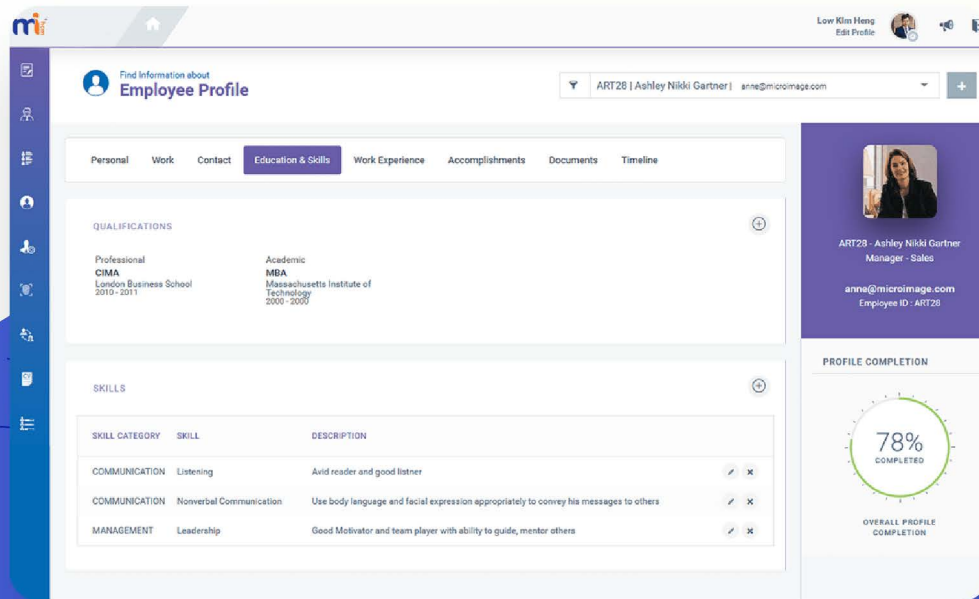 mi
Low Kim Heng
Edit Profile
Find Information about
Employee Profile
ART28 | Ashley Nikki Gartner | anne@microimage.com
Personal Work Contact Education & Skills Work Experience Accomplishments Documents Timeline
QUALIFICATIONS
Professional
CIMA
London Business School
2010 - 2011
Academic
MBA
Massachusetts Institute of
Technology
2000 - 2000
ART28 - Ashley Nikki Gartner
Manager - Sales
anne@microimage.com
Employee ID : ART28
SKILLS
SKILL CATEGORY SKILL DESCRIPTION
COMMUNICATION Listening Avid reader and good listner
COMMUNICATION Nonverbal Communication Use body language and facial expression appropriately to convey his messages to others
MANAGEMENT Leadership Good Motivator and team player with ability to guide, mentor others
PROFILE COMPLETION
78%
COMPLETED
OVERALL PROFILE
COMPLETION